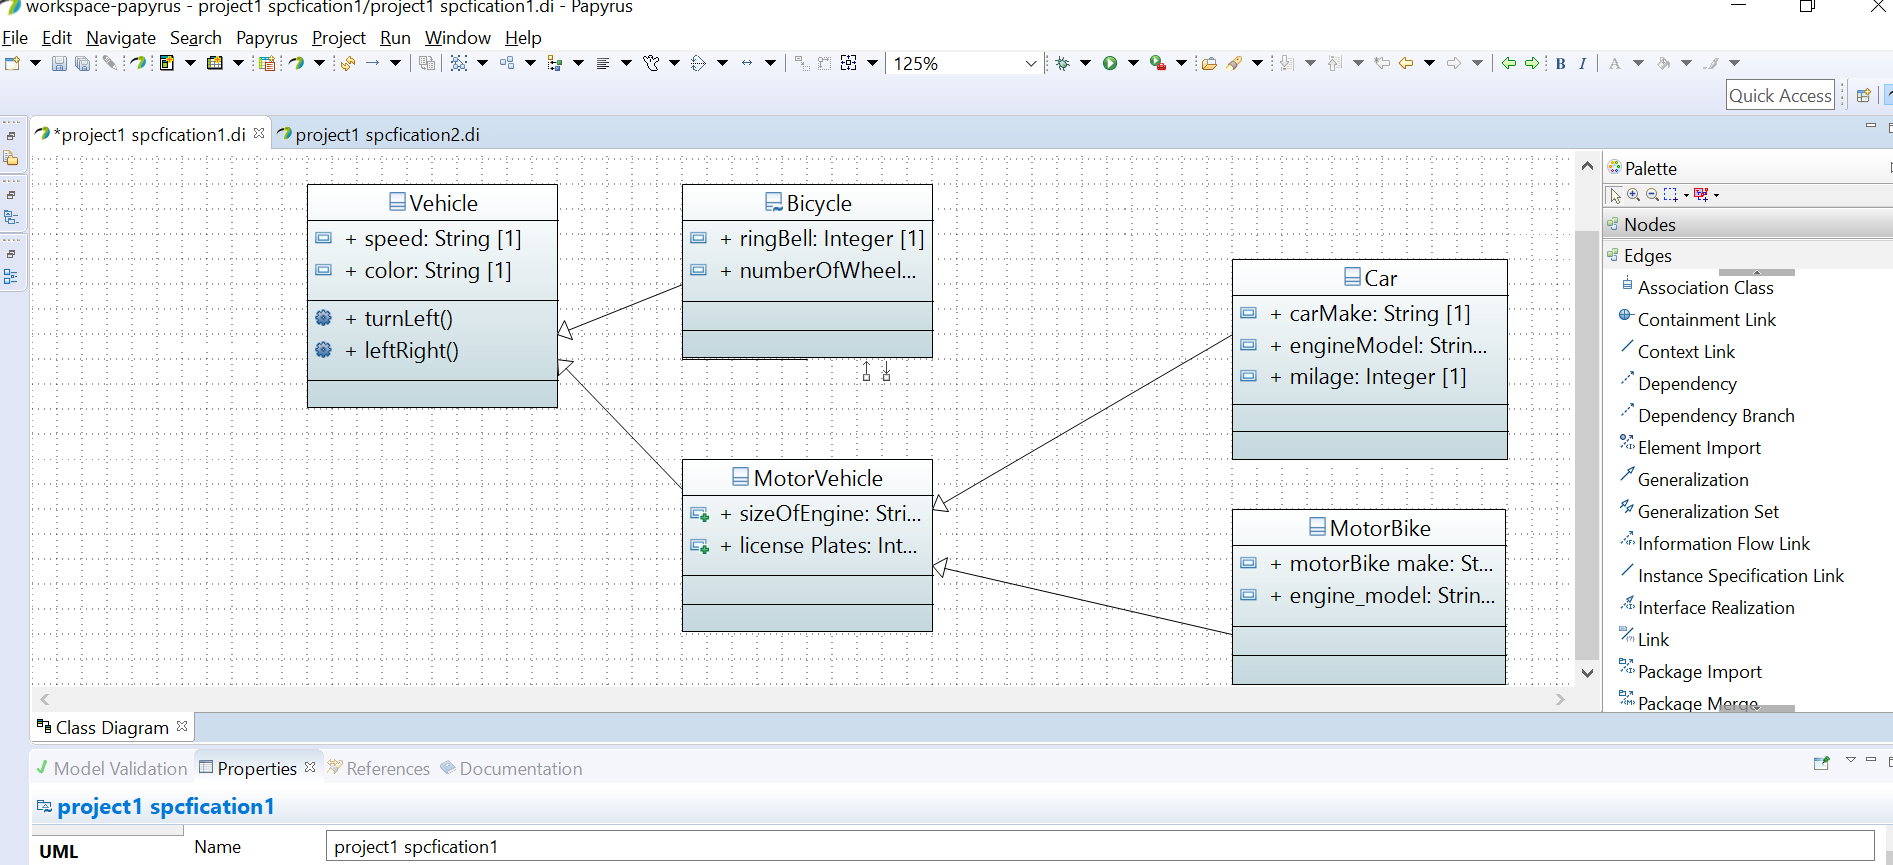 workspace-papyrus - project1 spcfication1/project1 spcfication1.di - Papyrus
File Edit Navigate Search Papyrus Project Run Window Help
125%
B I A
Quick Access
*project1 spcfication1.di project1 spcfication2.di
Vehicle
+ speed: String [1]
+ color: String [1]
+ turnLeft()
+ leftRight()
Bicycle
+ ringBell: Integer [1]
+ numberOfWheel...
MotorVehicle
+ sizeOfEngine: Stri...
+ license Plates: Int...
Car
+ carMake: String [1]
+ engineModel: Strin...
+ milage: Integer [1]
MotorBike
+ motorBike make: St...
+ engine_model: Strin...
Palette
Nodes
Edges
Association Class
Containment Link
Context Link
Dependency
Dependency Branch
Element Import
Generalization
Generalization Set
Information Flow Link
Instance Specification Link
Interface Realization
Link
Package Import
Package Merge
Class Diagram
Model Validation Properties References Documentation
project1 spcfication1
UML
Name project1 spcfication1